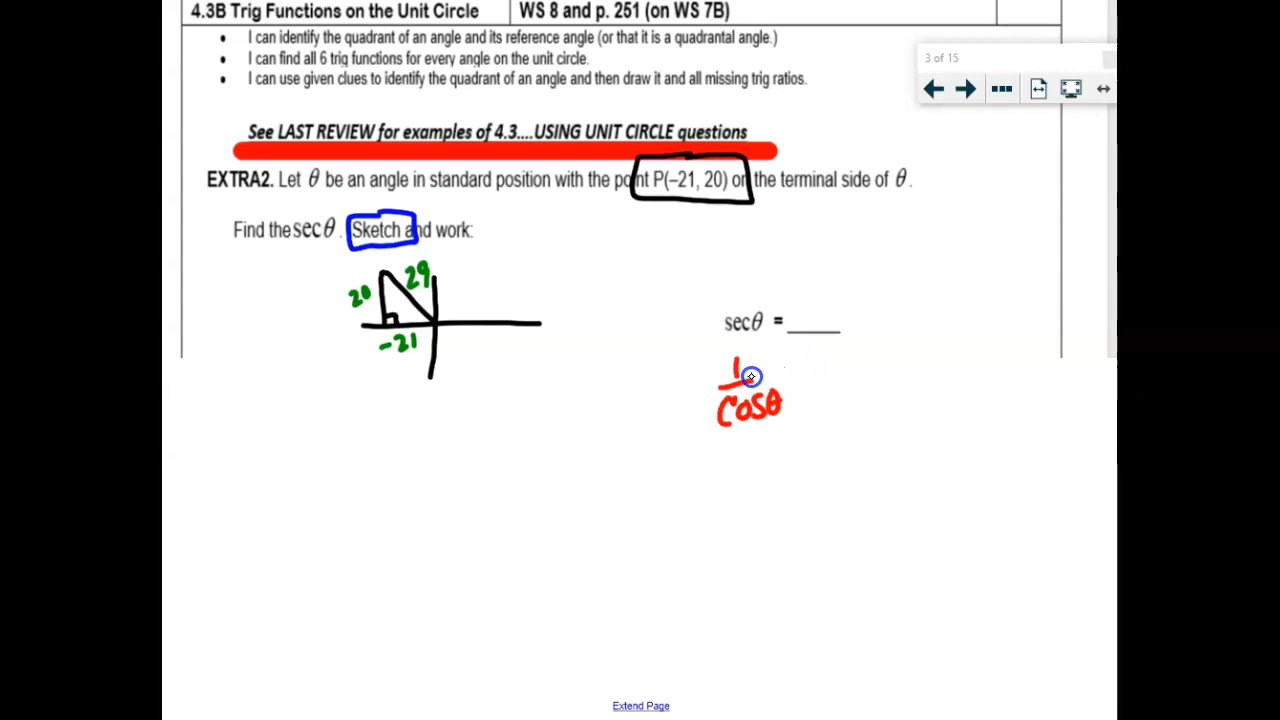 4.3B Trig Functions on the Unit Circle WS 8 and p. 251 (on WS 7B)
• I can identify the quadrant of an angle and its reference angle (or that it is a quadrantal angle.)
• I can find all 6 trig functions for every angle on the unit circle.
• I can use given clues to identify the quadrant of an angle and then draw it and all missing trig ratios.
3 of 15
See LAST REVIEW for examples of 4.3....USING UNIT CIRCLE questions
EXTRA2. Let θ be an angle in standard position with the point P(–21, 20) on the terminal side of θ.
Find the secθ. Sketch and work:
29
20
-21
secθ = _____
1
cosθ
Extend Page